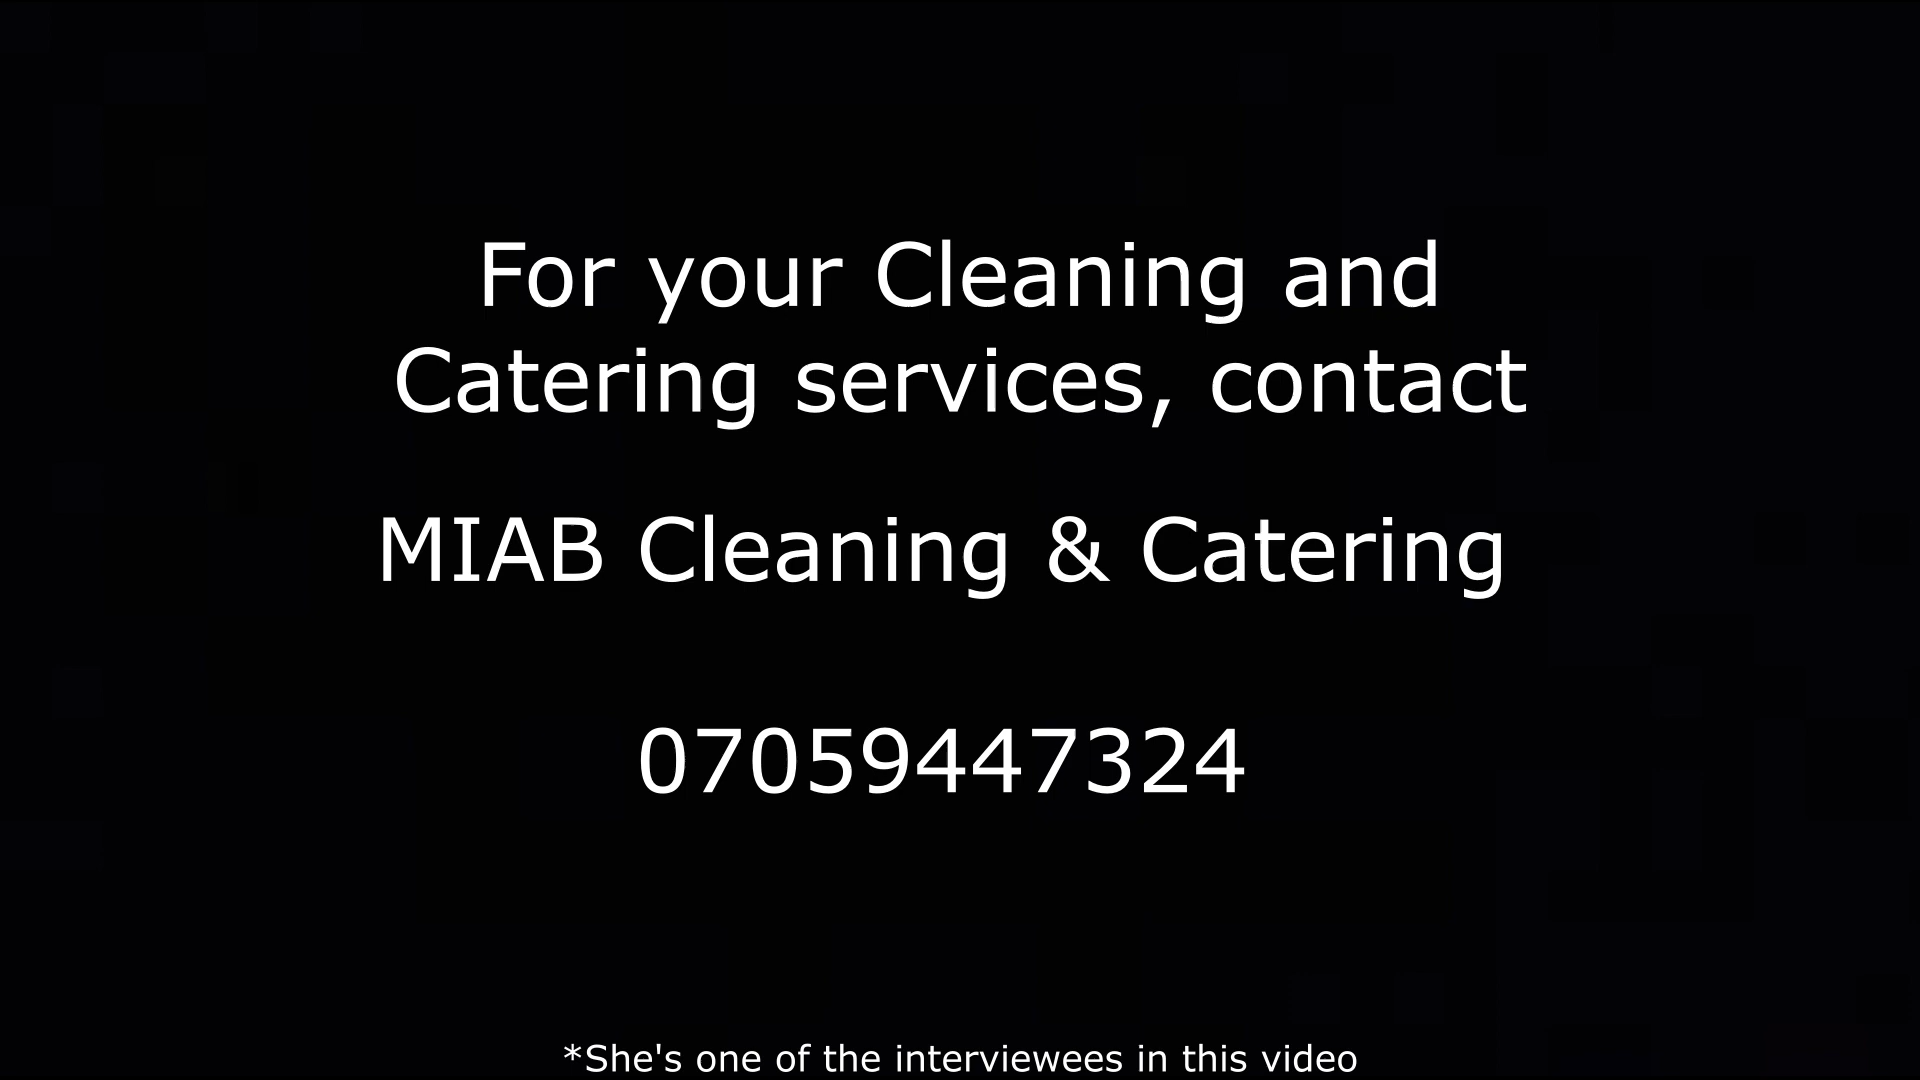 For your Cleaning and
Catering services, contact
MIAB Cleaning & Catering
07059447324
*She's one of the interviewees in this video